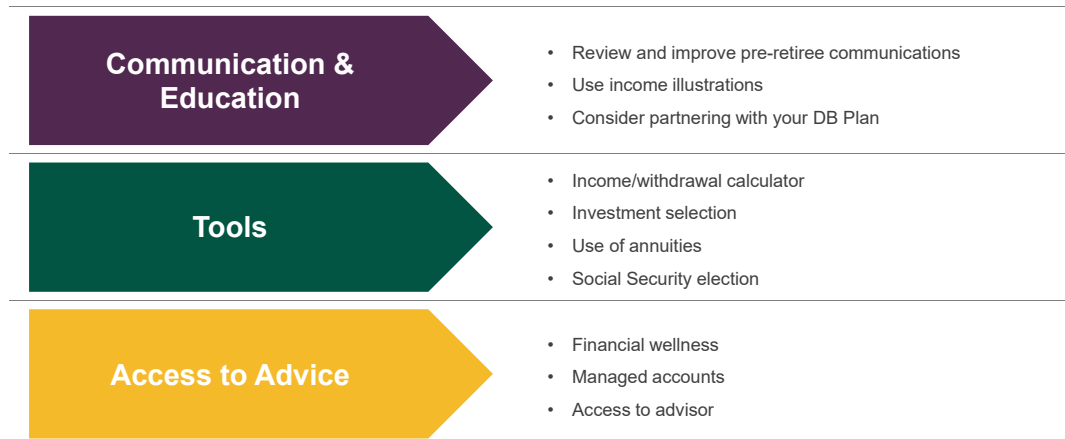 Communication &
Education
• Review and improve pre-retiree communications
• Use income illustrations
• Consider partnering with your DB Plan
Tools
• Income/withdrawal calculator
• Investment selection
• Use of annuities
• Social Security election
Access to Advice
• Financial wellness
• Managed accounts
• Access to advisor